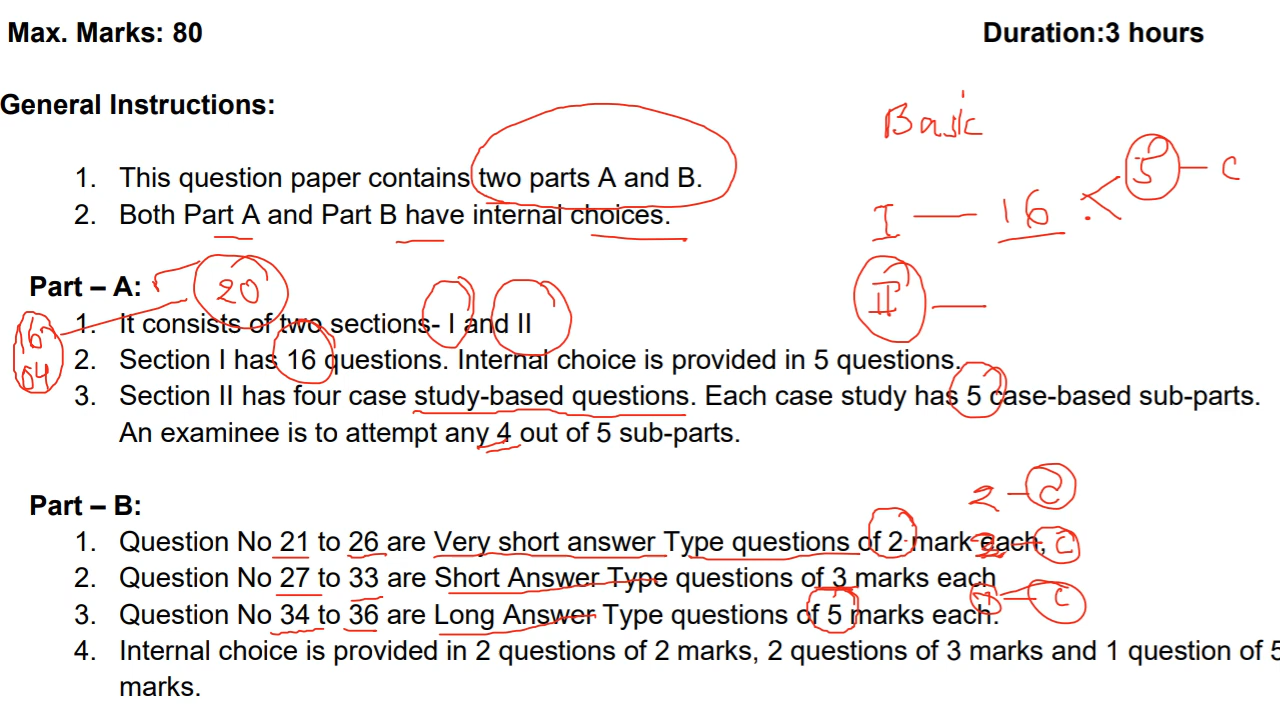 Max. Marks: 80
Duration:3 hours
General Instructions:
Basic
1. This question paper contains two parts A and B.
5 – C
2. Both Part A and Part B have internal choices.
I — 16 <
Part – A:
20
II —
16
04
1. It consists of two sections- I and II
2. Section I has 16 questions. Internal choice is provided in 5 questions.
3. Section II has four case study-based questions. Each case study has 5 case-based sub-parts.
An examinee is to attempt any 4 out of 5 sub-parts.
2 – C
Part – B:
1. Question No 21 to 26 are Very short answer Type questions of 2 mark each,
2 – C
2. Question No 27 to 33 are Short Answer Type questions of 3 marks each
3. Question No 34 to 36 are Long Answer Type questions of 5 marks each.
– C
4. Internal choice is provided in 2 questions of 2 marks, 2 questions of 3 marks and 1 question of 5
marks.